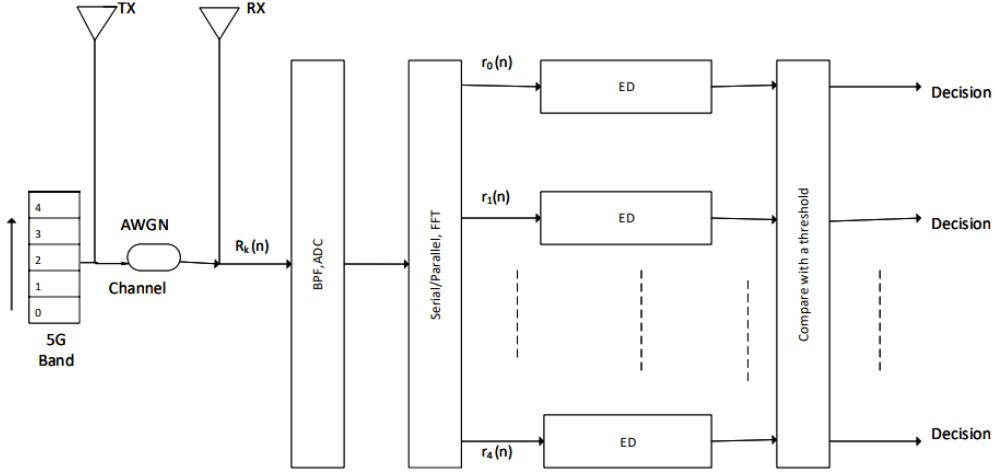 TX
RX
r₀(n)
ED
Decision
r₁(n)
ED
Decision
4
3
2
1
0
5G
Band
AWGN
Channel
Rₖ(n)
BPF,ADC
Serial/Parallel, FFT
Compare with a threshold
r₄(n)
ED
Decision